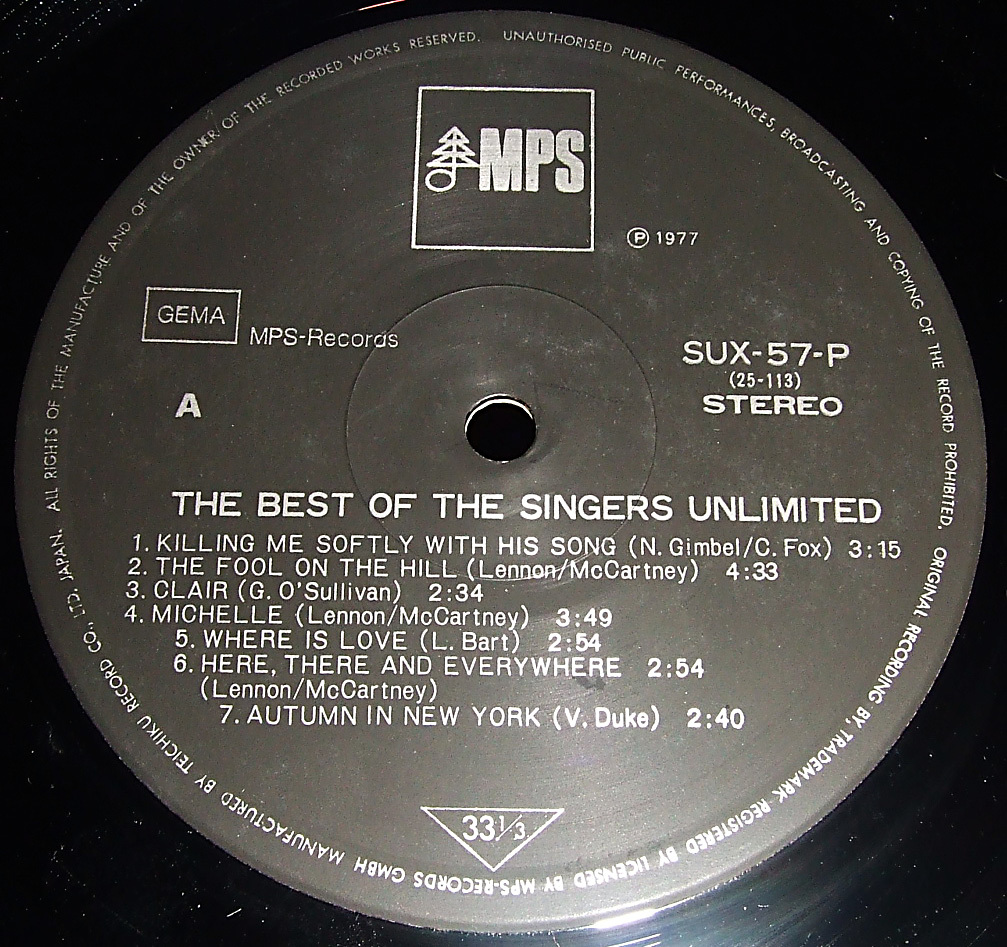 MPS
Ⓟ 1977
GEMA
MPS-Records
SUX-57-P
(25-113)
STEREO
A
THE BEST OF THE SINGERS UNLIMITED
1. KILLING ME SOFTLY WITH HIS SONG (N. Gimbel/C. Fox) 3:15
2. THE FOOL ON THE HILL (Lennon/McCartney) 4:33
3. CLAIR (G. O'Sullivan) 2:34
4. MICHELLE (Lennon/McCartney) 3:49
5. WHERE IS LOVE (L. Bart) 2:54
6. HERE, THERE AND EVERYWHERE 2:54
(Lennon/McCartney)
7. AUTUMN IN NEW YORK (V. Duke) 2:40
33 1/3
ALL RIGHTS OF THE MANUFACTURE AND OF THE OWNER OF THE RECORDED WORKS RESERVED. UNAUTHORISED PUBLIC PERFORMANCES, BROADCASTING AND COPYING OF THE RECORD PROHIBITED. ORIGINAL RECORDING BY, TRADEMARK REGISTERED BY LICENSED BY MPS-RECORDS GMBH MANUFACTURED BY TEICHIKU RECORD CO., LTD. JAPAN.